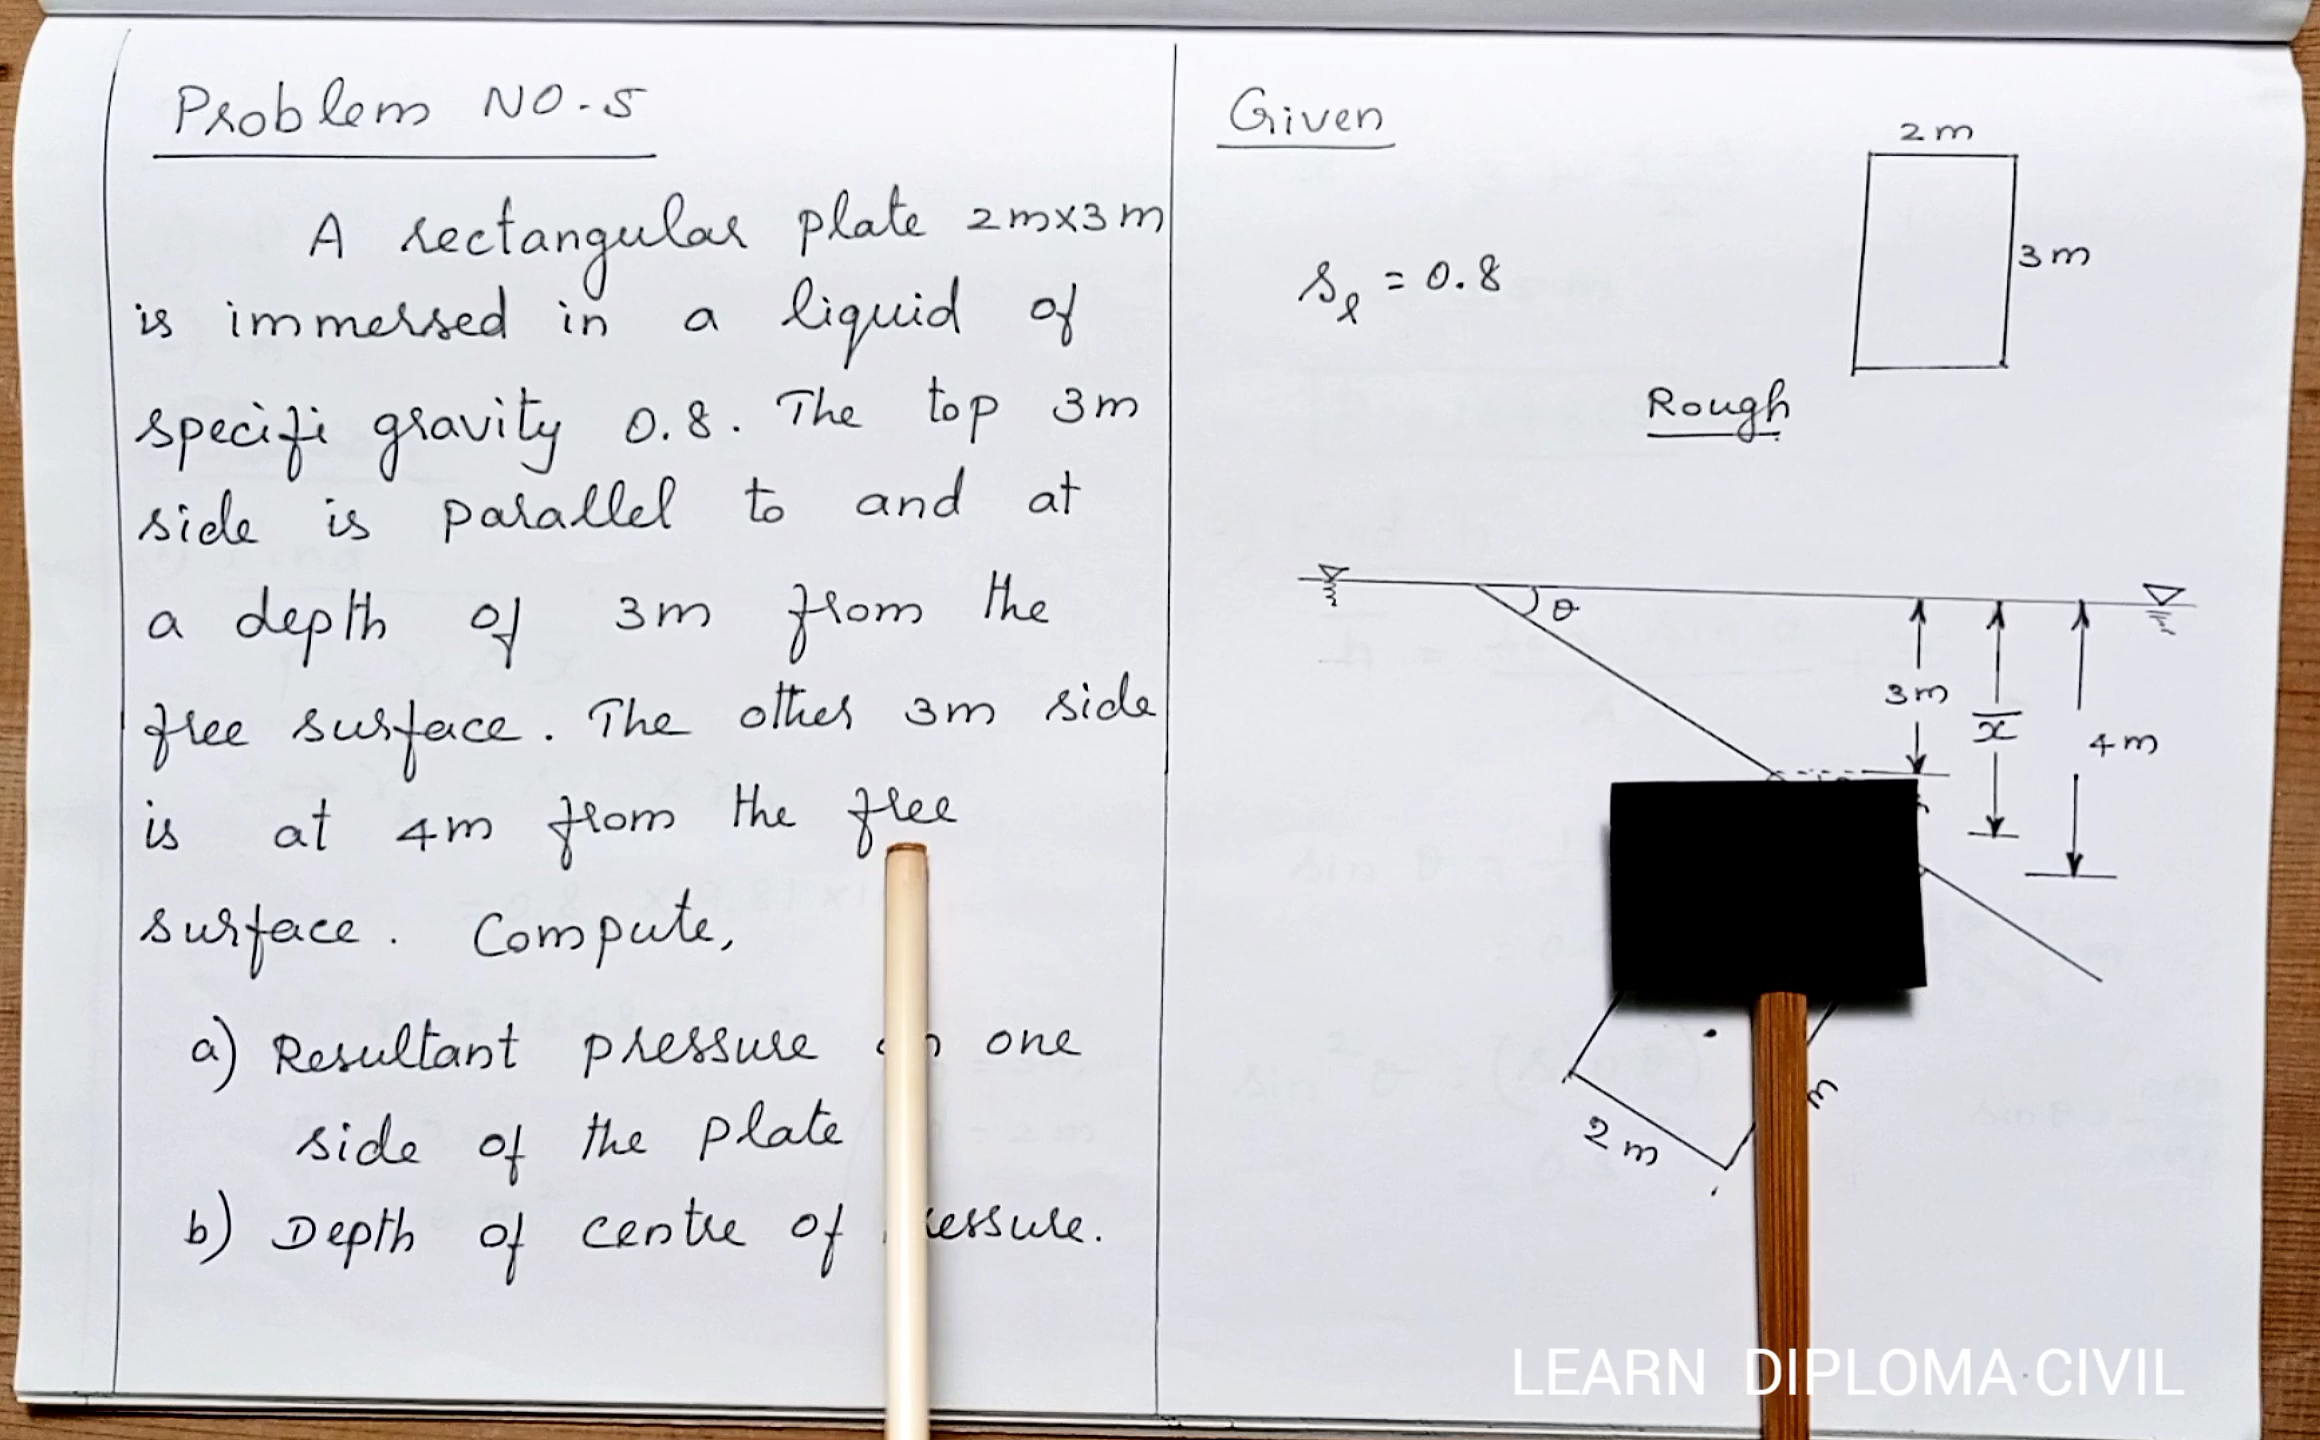 Problem NO-5
A rectangular plate 2m×3m
is immersed in a liquid of
specifi gravity 0.8. The top 3m
side is parallel to and at
a depth of 3m from the
free surface. The other 3m side
is at 4m from the free
surface. Compute,
a) Resultant pressure one
side of the plate
b) Depth of centre of
Given
2m
3m
s_l = 0.8
Rough
θ
3m
x̅
4m
2m
m
LEARN DIPLOMA CIVIL